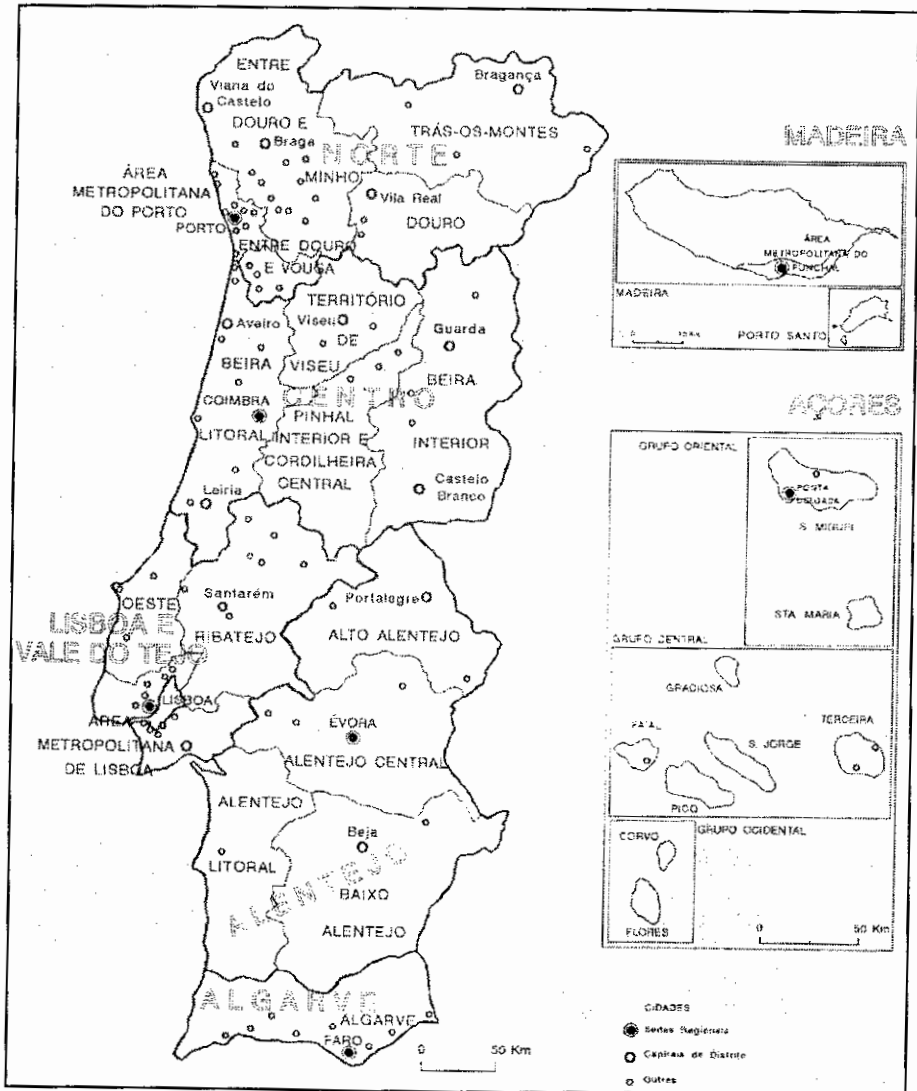 ENTRE
Bragança
Viana do
Castelo
DOURO E
TRÁS-OS-MONTES
MADEIRA
Braga
NORTE
MINHO
ÁREA
METROPOLITANA
DO PORTO
Vila Real
PORTO
DOURO
ÁREA
METROPOLITANA DO
FUNCHAL
ENTRE DOURO
E VOUGA
TERRITÓRIO
MADEIRA
Aveiro
Viseu
Guarda
PORTO SANTO
DE
BEIRA
VISEU
BEIRA
COIMBRA
CENTRO
AÇORES
PINHAL
LITORAL
INTERIOR E
INTERIOR
GRUPO ORIENTAL
CORDILHEIRA
CENTRAL
Castelo
Branco
Leiria
PONTA
DELGADA
S. MIGUEL
OESTE
Santarém
Portalegre
STA MARIA
LISBOA E
VALE DO TEJO
RIBATEJO
ALTO ALENTEJO
GRUPO CENTRAL
GRACIOSA
LISBOA
ÁREA
METROPOLITANA
DE LISBOA
ÉVORA
FAIAL
S. JORGE
TERCEIRA
ALENTEJO CENTRAL
PICO
ALENTEJO
Beja
CORVO
GRUPO OCIDENTAL
LITORAL
ALENTEJO
BAIXO
ALENTEJO
FLORES
0 50 Km
ALGARVE
ALGARVE
FARO
0 50 Km
CIDADES
Sedes Regionais
Capitais de Distrito
Outras